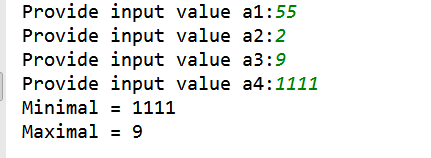 Provide input value a1:55
Provide input value a2:2
Provide input value a3:9
Provide input value a4:1111
Minimal = 1111
Maximal = 9